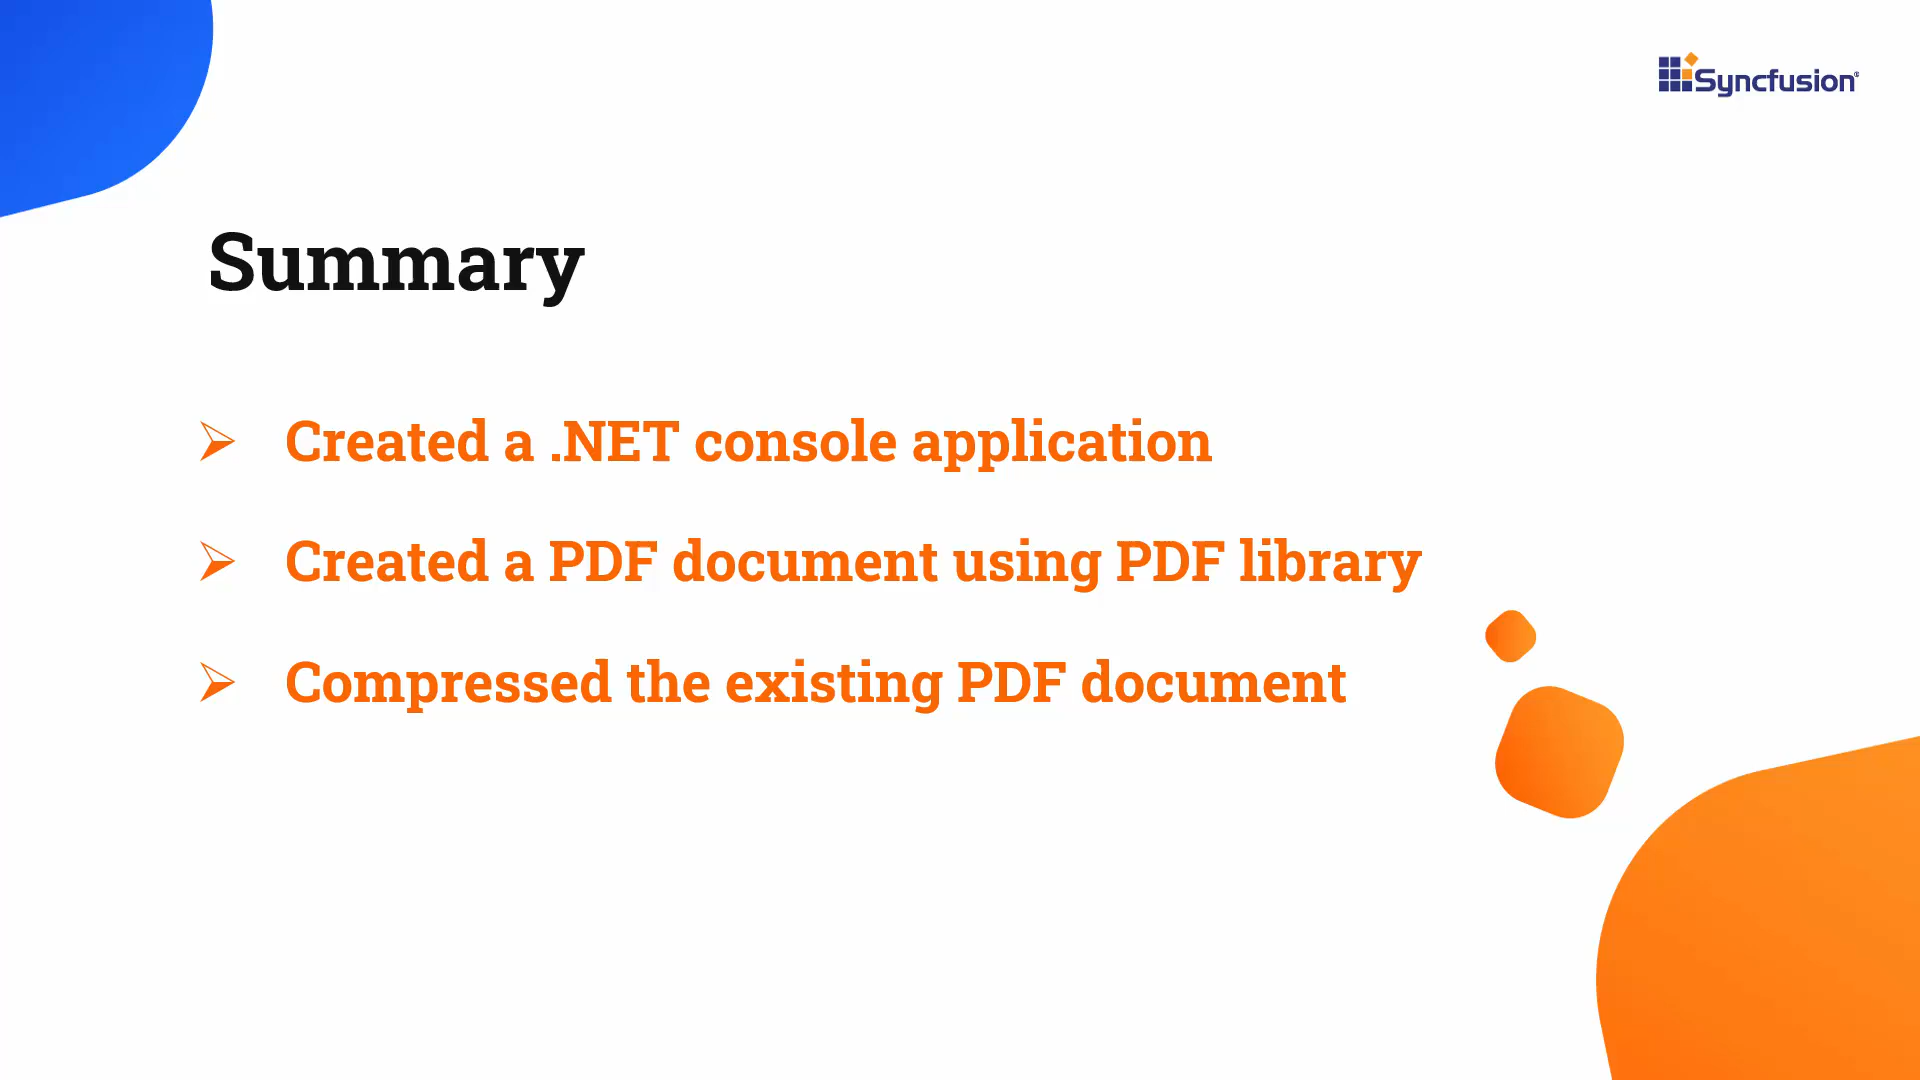 Syncfusion®
Summary
➢ Created a .NET console application
➢ Created a PDF document using PDF library
➢ Compressed the existing PDF document